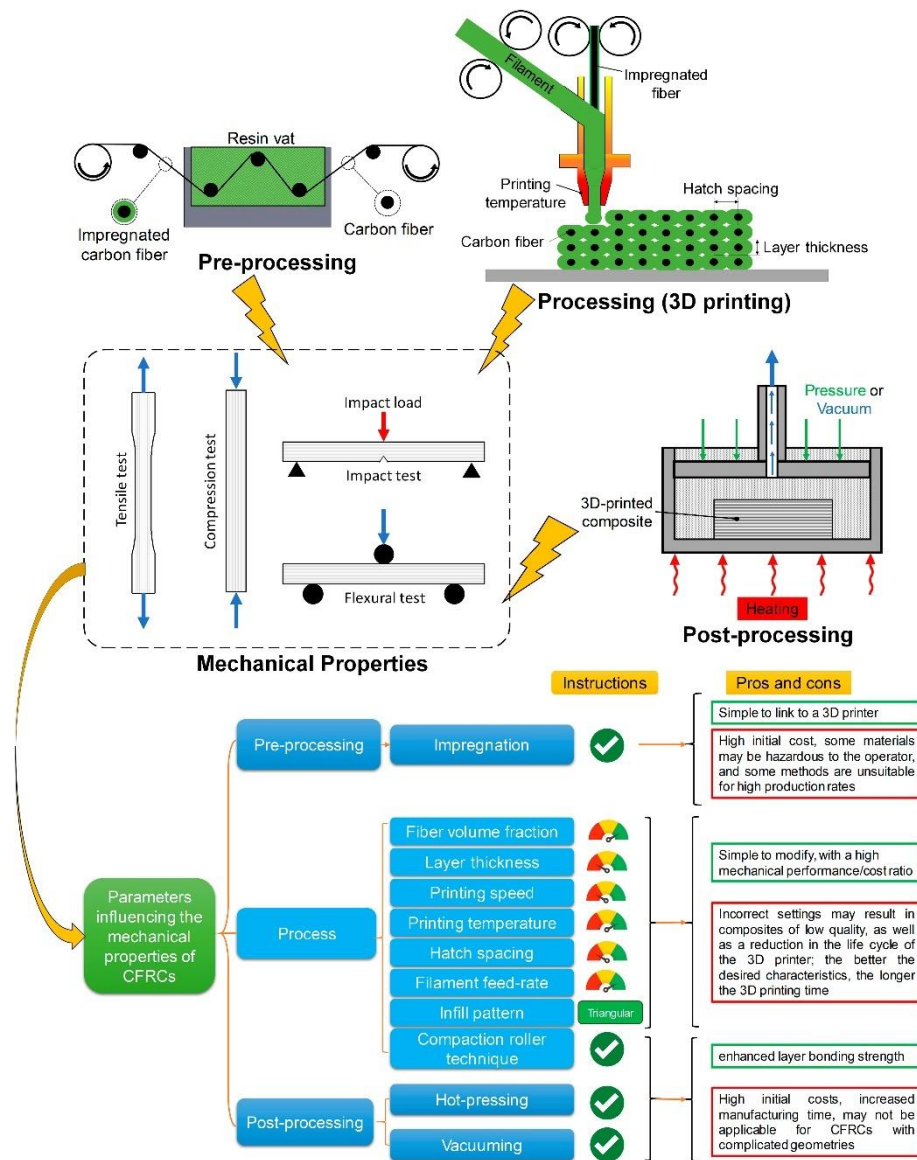 Filament
Impregnated
fiber
Resin vat
Printing
temperature
Hatch spacing
Impregnated
carbon fiber
Carbon fiber
Carbon fiber
Layer thickness
Pre-processing
Processing (3D printing)
Tensile test
Compression test
Impact load
Impact test
Flexural test
Mechanical Properties
Pressure or
Vacuum
3D-printed
composite
Heating
Post-processing
Instructions
Pros and cons
Pre-processing
Impregnation
Simple to link to a 3D printer
High initial cost, some materials
may be hazardous to the operator,
and some methods are unsuitable
for high production rates
Parameters
influencing the
mechanical
properties of
CFRCs
Process
Fiber volume fraction
Layer thickness
Printing speed
Printing temperature
Hatch spacing
Filament feed-rate
Infill pattern
Triangular
Compaction roller
technique
Simple to modify, with a high
mechanical performance/cost ratio
Incorrect settings may result in
composites of low quality, as well
as a reduction in the life cycle of
the 3D printer; the better the
desired characteristics, the longer
the 3D printing time
Post-processing
Hot-pressing
Vacuuming
enhanced layer bonding strength
High initial costs, increased
manufacturing time, may not be
applicable for CFRCs with
complicated geometries